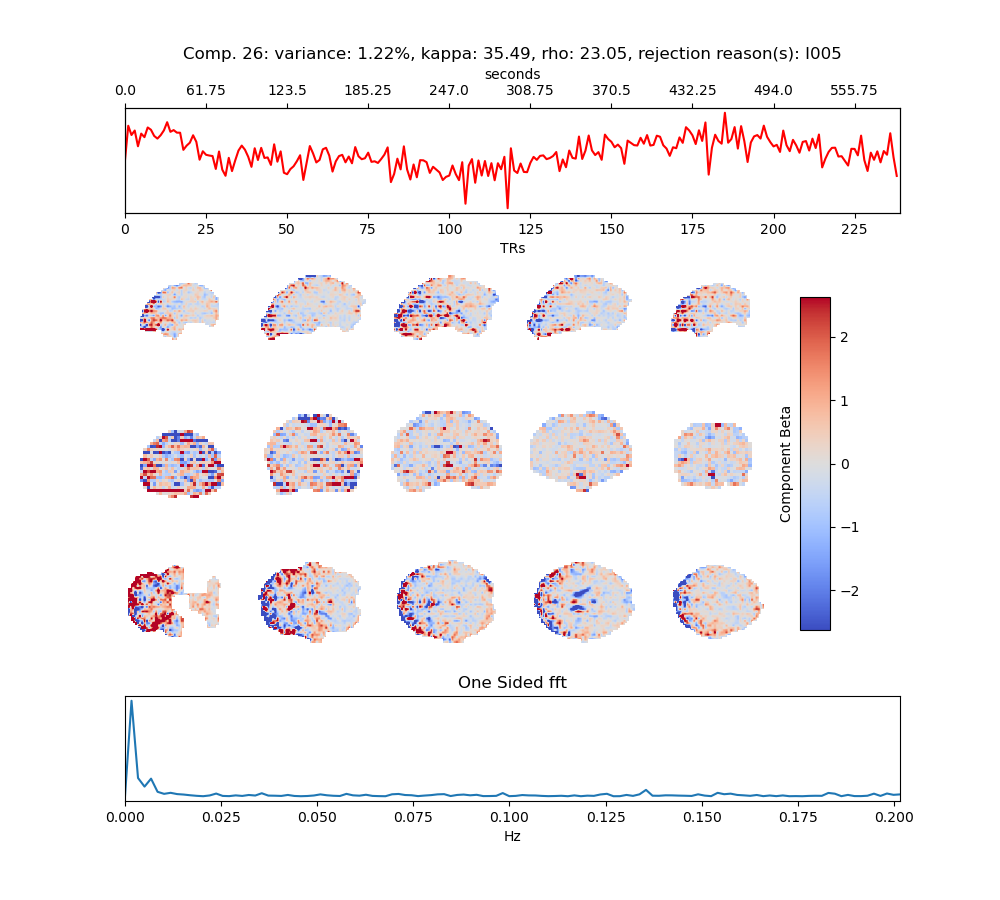 Comp. 26: variance: 1.22%, kappa: 35.49, rho: 23.05, rejection reason(s): I005
seconds
0.0 61.75 123.5 185.25 247.0 308.75 370.5 432.25 494.0 555.75
0 25 50 75 100 125 150 175 200 225
TRs
2
1
0
−1
−2
Component Beta
One Sided fft
0.000 0.025 0.050 0.075 0.100 0.125 0.150 0.175 0.200
Hz